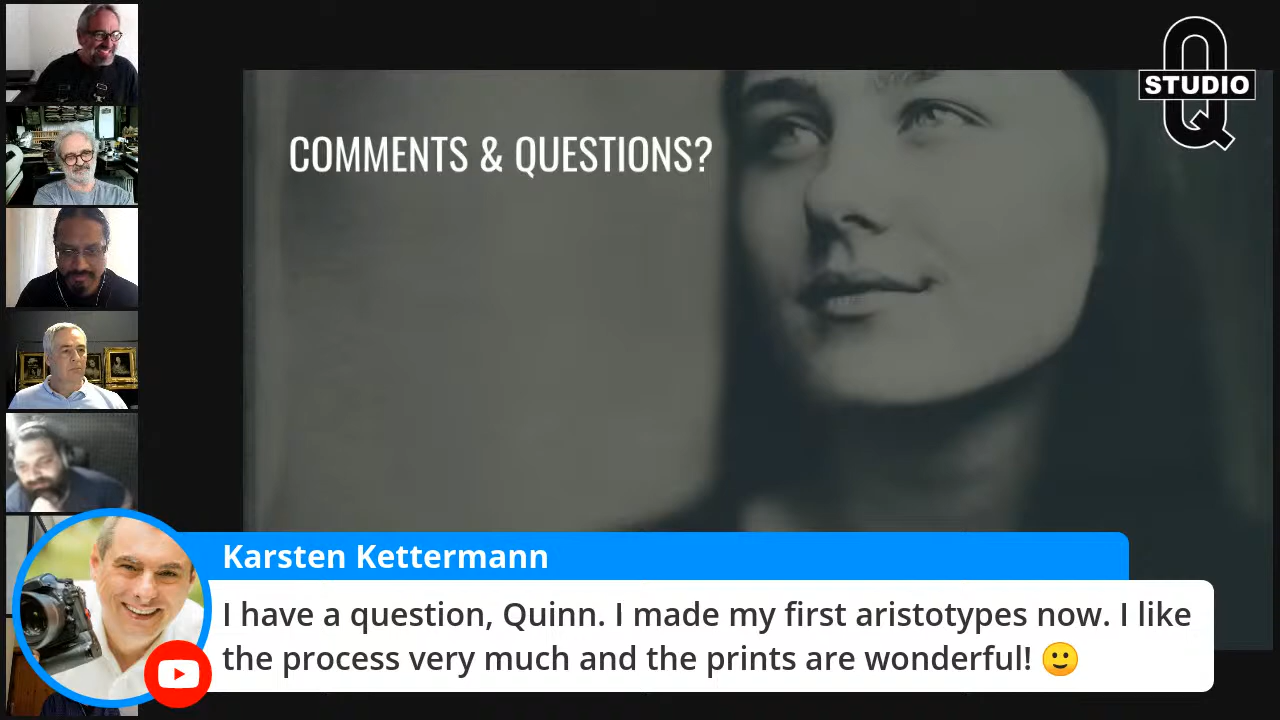 STUDIO
Q
COMMENTS & QUESTIONS?
Karsten Kettermann
I have a question, Quinn. I made my first aristotypes now. I like
the process very much and the prints are wonderful! 🙂